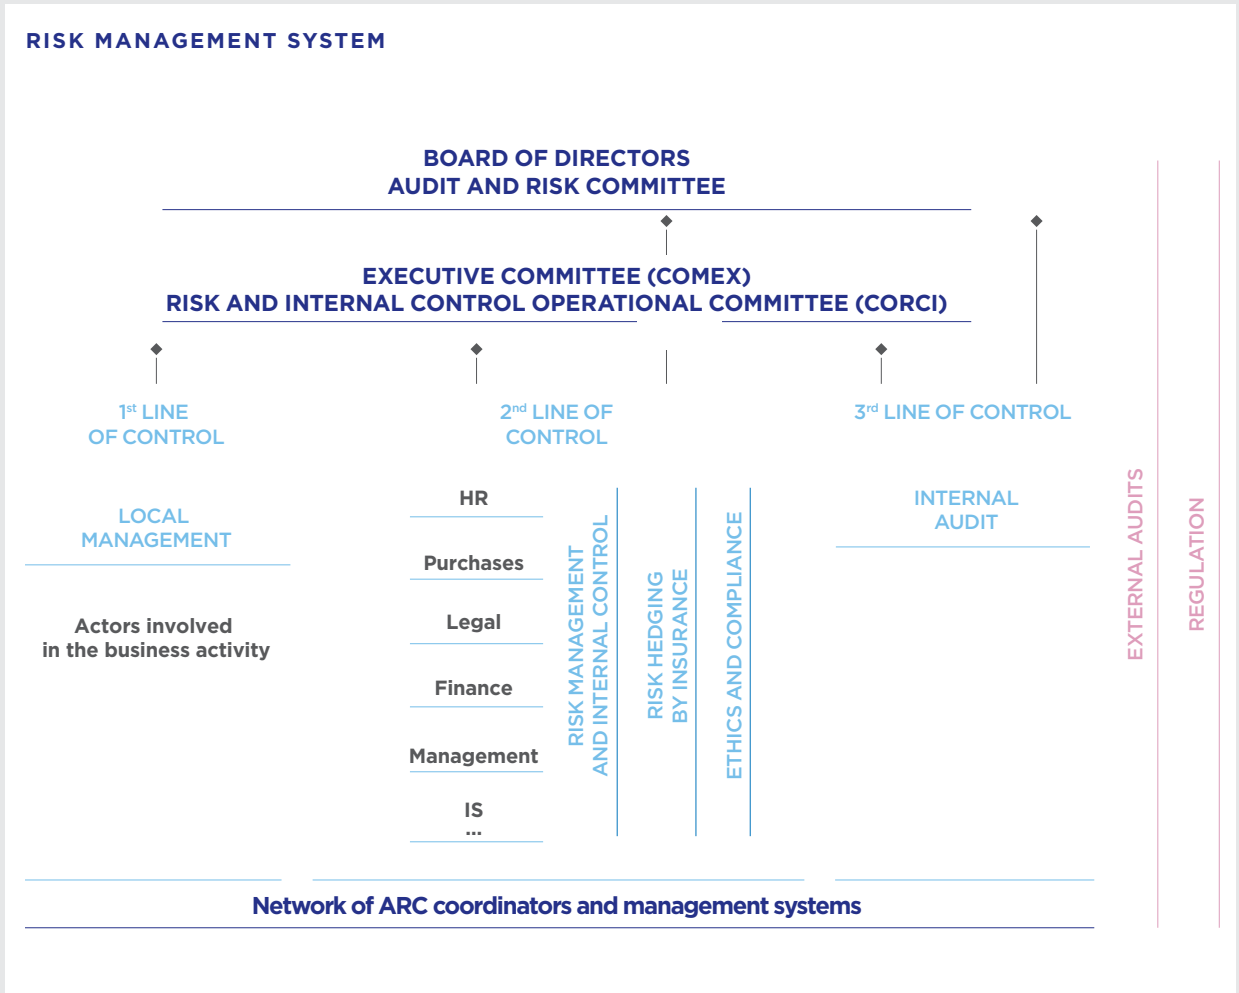 RISK MANAGEMENT SYSTEM
BOARD OF DIRECTORS
AUDIT AND RISK COMMITTEE
EXECUTIVE COMMITTEE (COMEX)
RISK AND INTERNAL CONTROL OPERATIONAL COMMITTEE (CORCI)
1st LINE
OF CONTROL
LOCAL
MANAGEMENT
Actors involved
in the business activity
2nd LINE OF
CONTROL
HR
Purchases
Legal
Finance
Management
IS
...
RISK MANAGEMENT
AND INTERNAL CONTROL
RISK HEDGING
BY INSURANCE
ETHICS AND COMPLIANCE
3rd LINE OF CONTROL
INTERNAL
AUDIT
EXTERNAL AUDITS
REGULATION
Network of ARC coordinators and management systems